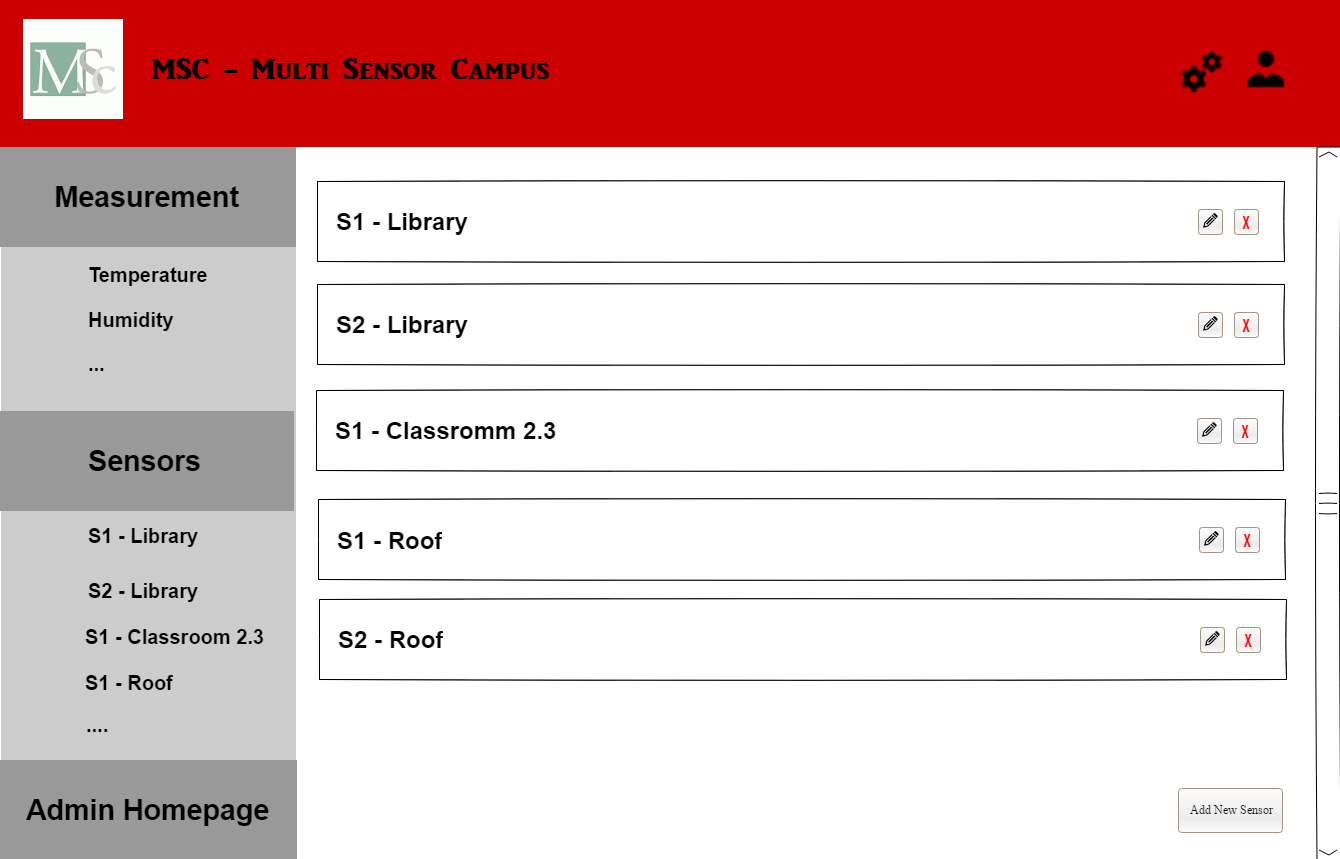 MSc
MSC - Multi Sensor Campus
Measurement
Temperature
Humidity
...
Sensors
S1 - Library
S2 - Library
S1 - Classroom 2.3
S1 - Roof
....
Admin Homepage
S1 - Library
X
S2 - Library
X
S1 - Classromm 2.3
X
S1 - Roof
X
S2 - Roof
X
Add New Sensor